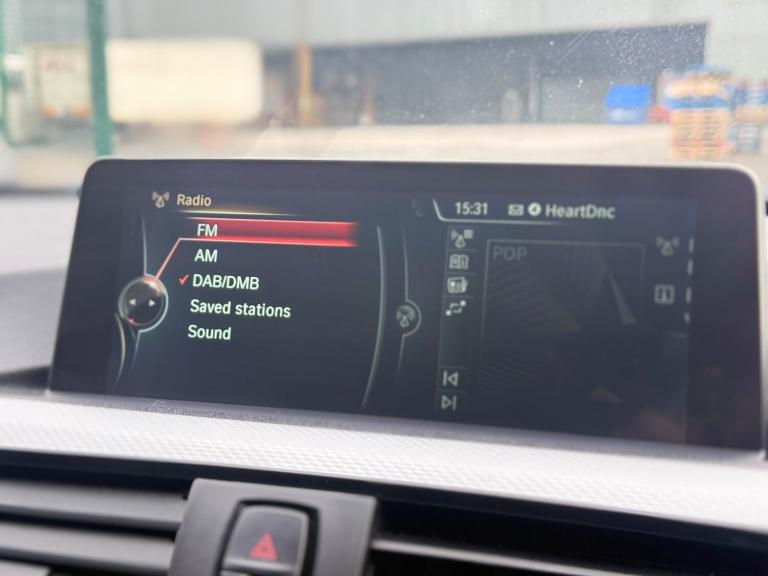 Radio
15:31 HeartDnc
FM
AM
DAB/DMB
Saved stations
Sound
POP